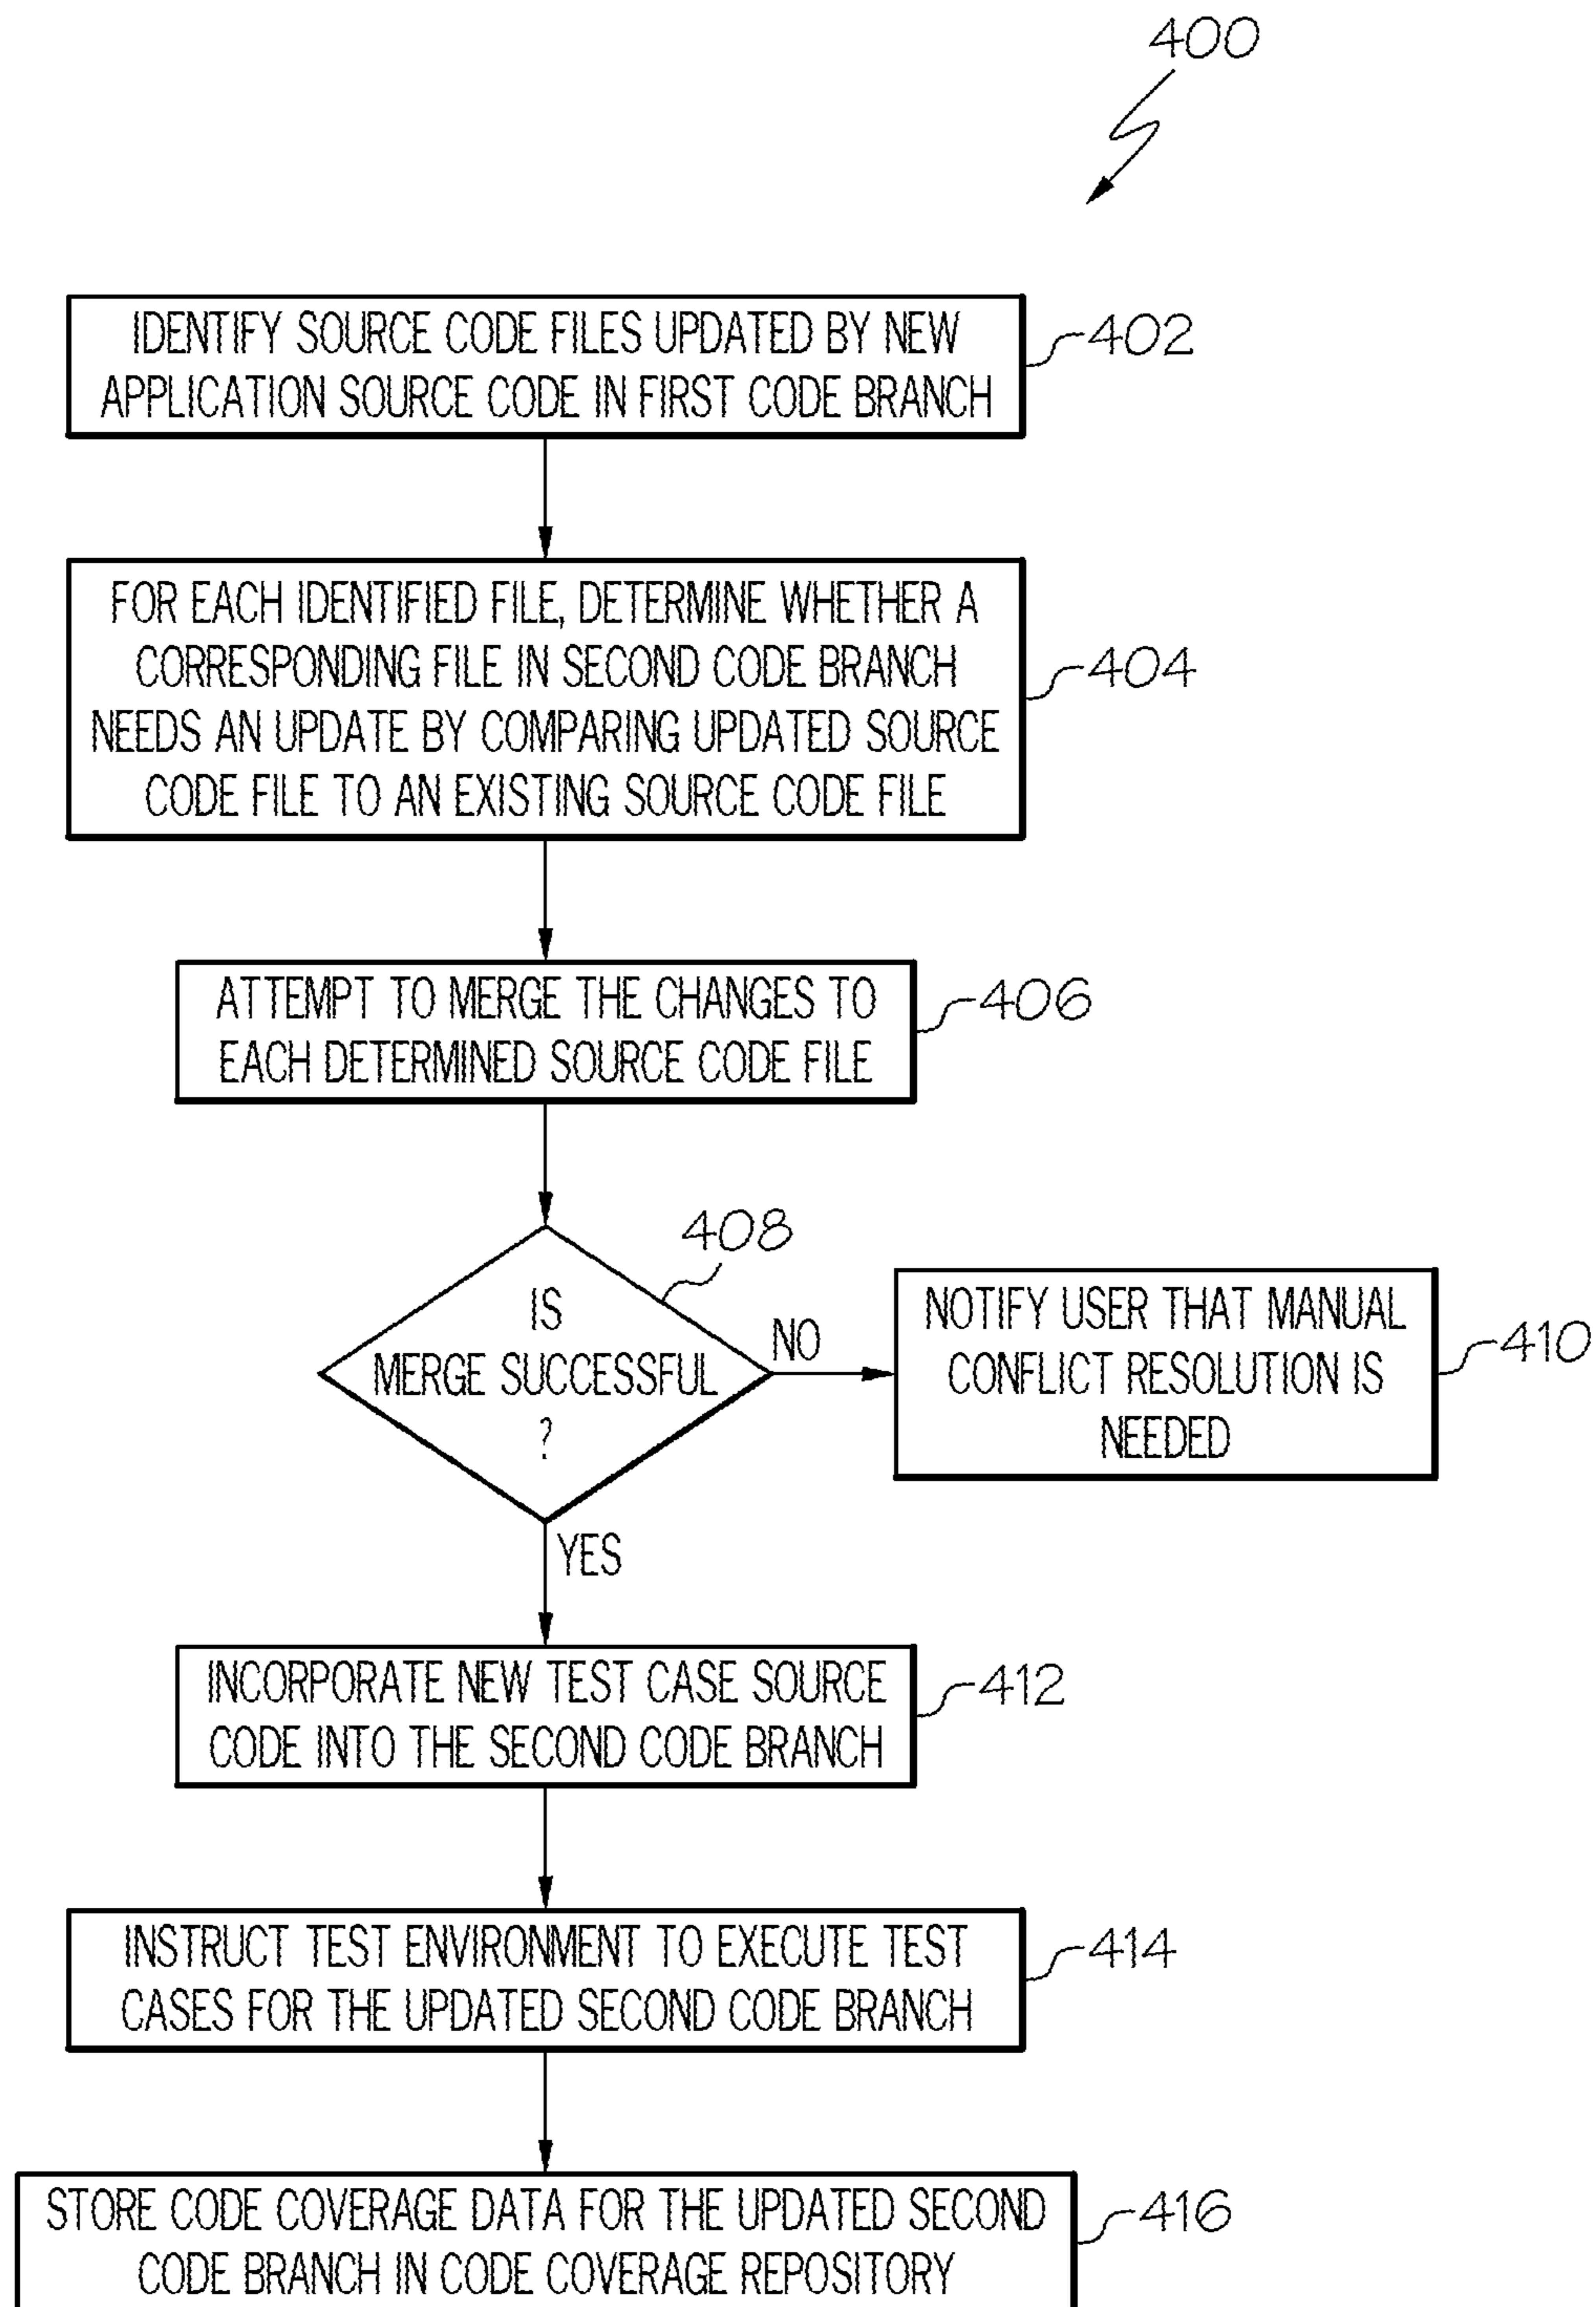 400
IDENTIFY SOURCE CODE FILES UPDATED BY NEW
APPLICATION SOURCE CODE IN FIRST CODE BRANCH
402
FOR EACH IDENTIFIED FILE, DETERMINE WHETHER A
CORRESPONDING FILE IN SECOND CODE BRANCH
NEEDS AN UPDATE BY COMPARING UPDATED SOURCE
CODE FILE TO AN EXISTING SOURCE CODE FILE
404
ATTEMPT TO MERGE THE CHANGES TO
EACH DETERMINED SOURCE CODE FILE
406
408
IS
MERGE SUCCESSFUL
?
NO
NOTIFY USER THAT MANUAL
CONFLICT RESOLUTION IS
NEEDED
410
YES
INCORPORATE NEW TEST CASE SOURCE
CODE INTO THE SECOND CODE BRANCH
412
INSTRUCT TEST ENVIRONMENT TO EXECUTE TEST
CASES FOR THE UPDATED SECOND CODE BRANCH
414
STORE CODE COVERAGE DATA FOR THE UPDATED SECOND
CODE BRANCH IN CODE COVERAGE REPOSITORY
416